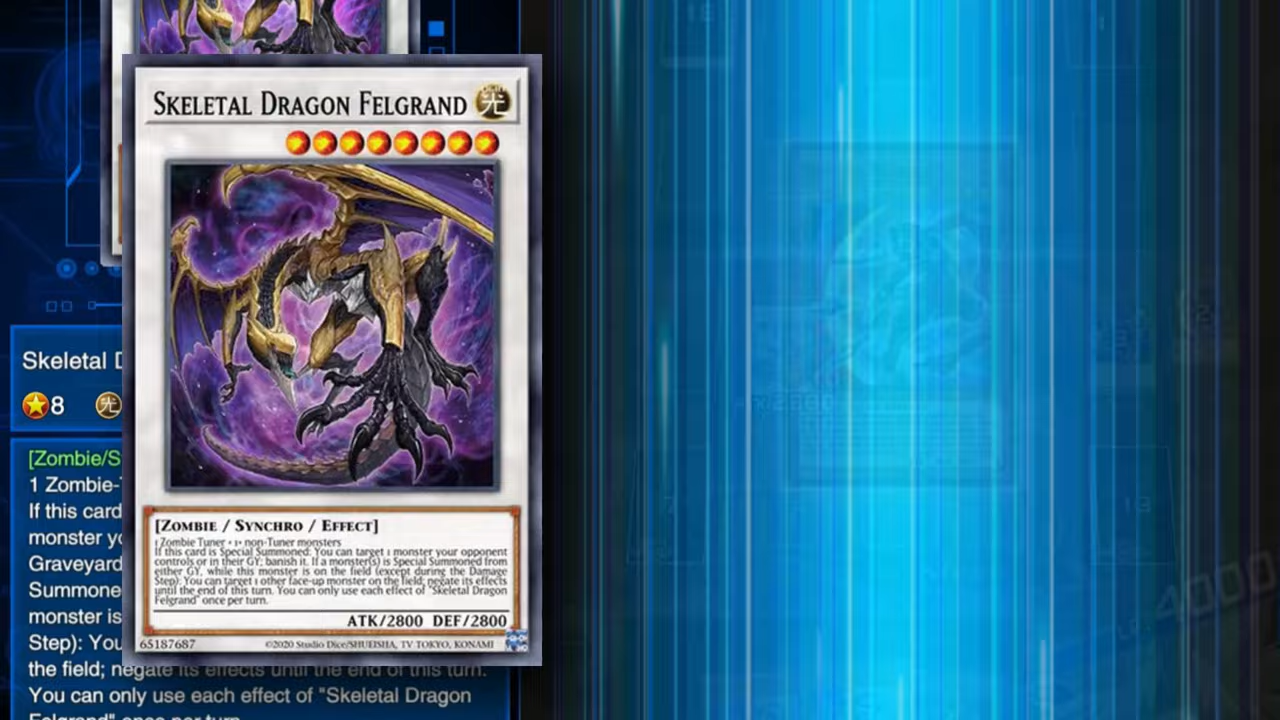 SKELETAL DRAGON FELGRAND
光
[ZOMBIE / SYNCHRO / EFFECT]
1 Zombie Tuner + 1+ non-Tuner monsters
If this card is Special Summoned: You can target 1 monster your opponent
controls or in their GY; banish it. If a monster(s) is Special Summoned from
either GY, while this monster is on the field (except during the Damage
Step): You can target 1 other face-up monster on the field; negate its effects
until the end of this turn. You can only use each effect of "Skeletal Dragon
Felgrand" once per turn.
ATK/2800 DEF/2800
65187687 ©2020 Studio Dice/SHUEISHA, TV TOKYO, KONAMI
Skeletal D
8 光
[Zombie/S
1 Zombie-
If this card
monster yo
Graveyard
Summone
monster is
Step): You
the field; negate its effects until the end of this turn.
You can only use each effect of "Skeletal Dragon
Felgrand" once per turn.
4000